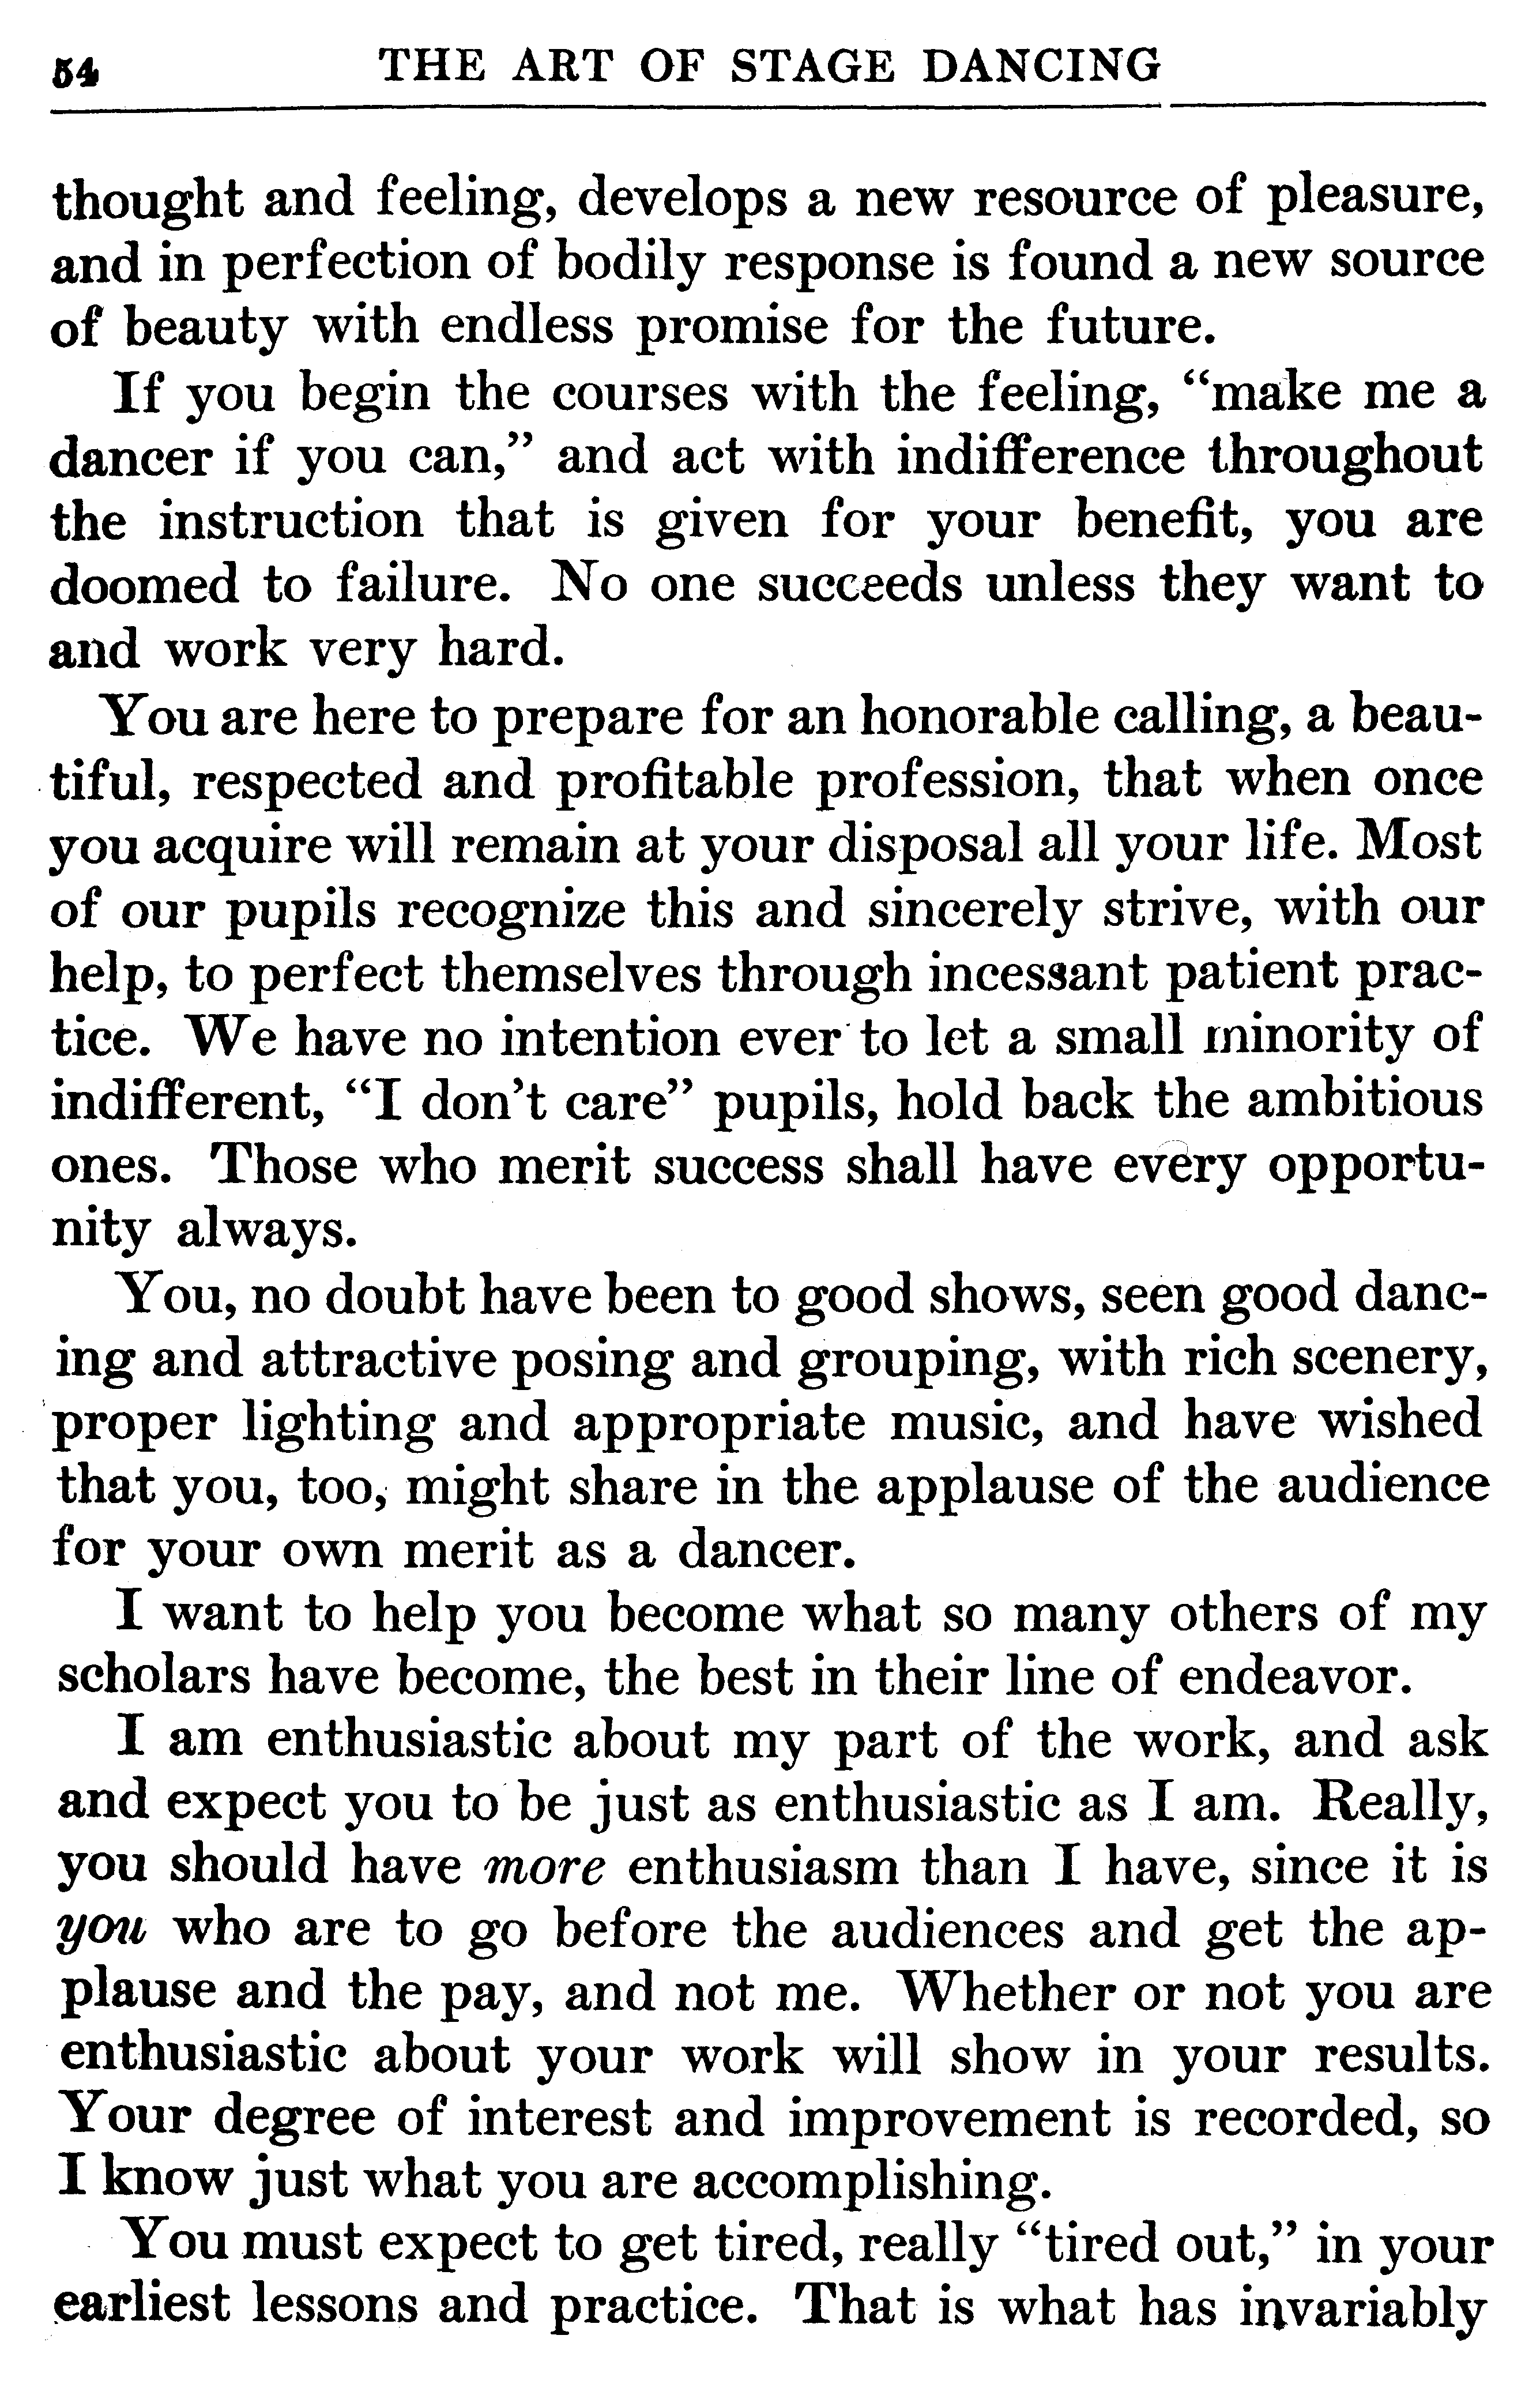 54 THE ART OF STAGE DANCING
thought and feeling, develops a new resource of pleasure,
and in perfection of bodily response is found a new source
of beauty with endless promise for the future.
If you begin the courses with the feeling, “make me a
dancer if you can,” and act with indifference throughout
the instruction that is given for your benefit, you are
doomed to failure. No one succeeds unless they want to
and work very hard.
You are here to prepare for an honorable calling, a beau-
tiful, respected and profitable profession, that when once
you acquire will remain at your disposal all your life. Most
of our pupils recognize this and sincerely strive, with our
help, to perfect themselves through incessant patient prac-
tice. We have no intention ever to let a small minority of
indifferent, “I don’t care” pupils, hold back the ambitious
ones. Those who merit success shall have every opportu-
nity always.
You, no doubt have been to good shows, seen good danc-
ing and attractive posing and grouping, with rich scenery,
proper lighting and appropriate music, and have wished
that you, too, might share in the applause of the audience
for your own merit as a dancer.
I want to help you become what so many others of my
scholars have become, the best in their line of endeavor.
I am enthusiastic about my part of the work, and ask
and expect you to be just as enthusiastic as I am. Really,
you should have more enthusiasm than I have, since it is
you who are to go before the audiences and get the ap-
plause and the pay, and not me. Whether or not you are
enthusiastic about your work will show in your results.
Your degree of interest and improvement is recorded, so
I know just what you are accomplishing.
You must expect to get tired, really “tired out,” in your
earliest lessons and practice. That is what has invariably